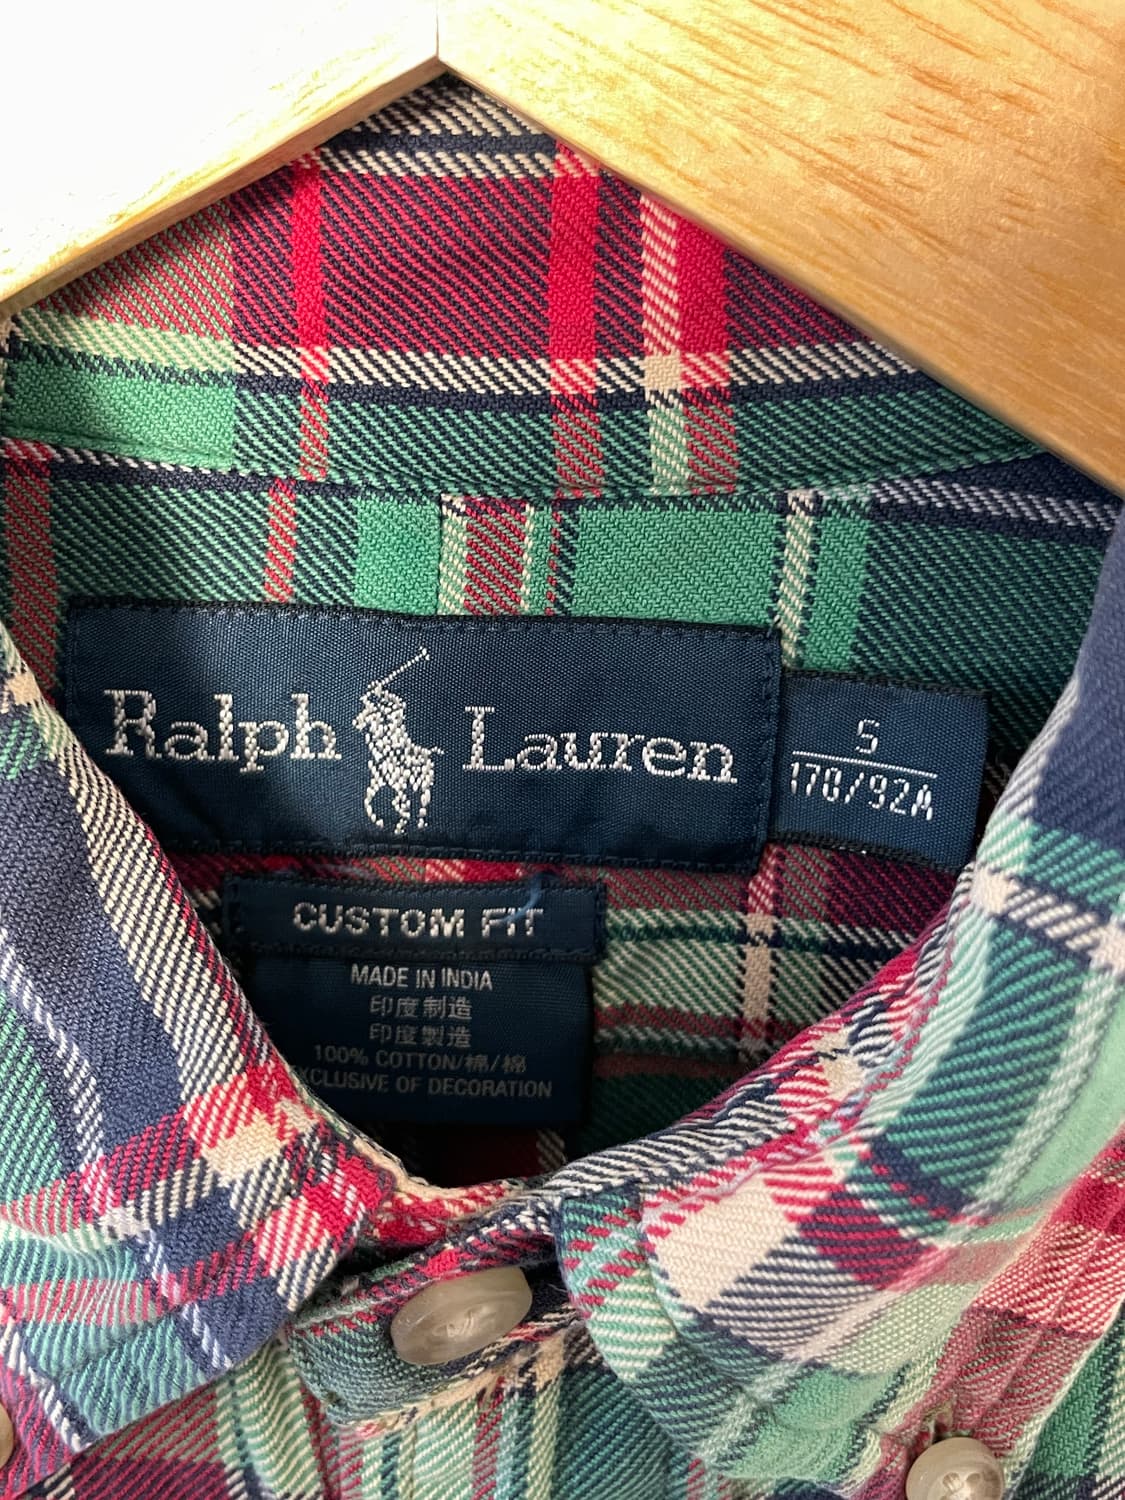 Ralph Lauren
S
170/92A
CUSTOM FIT
MADE IN INDIA
印度制造
印度製造
100% COTTON/棉/棉
EXCLUSIVE OF DECORATION